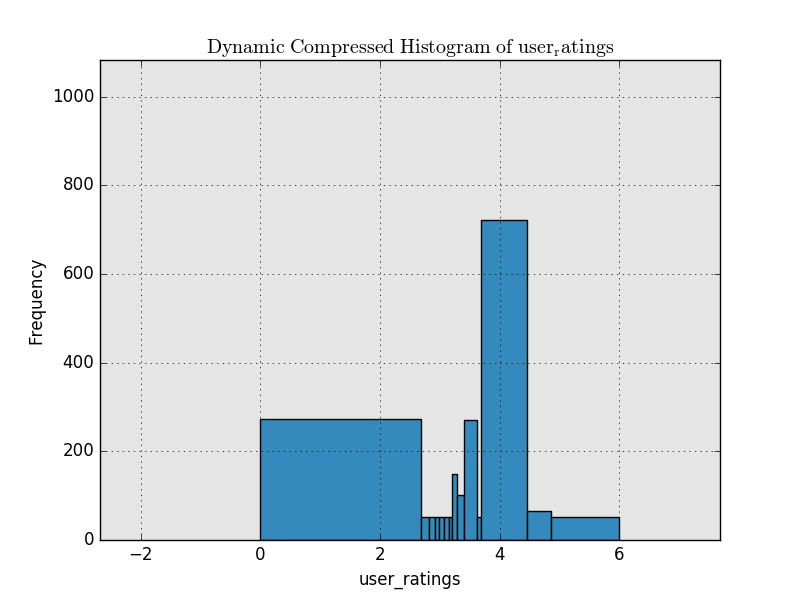 Dynamic Compressed Histogram of userᵣatings
1000
800
600
400
200
0
Frequency
−2 0 2 4 6
user_ratings